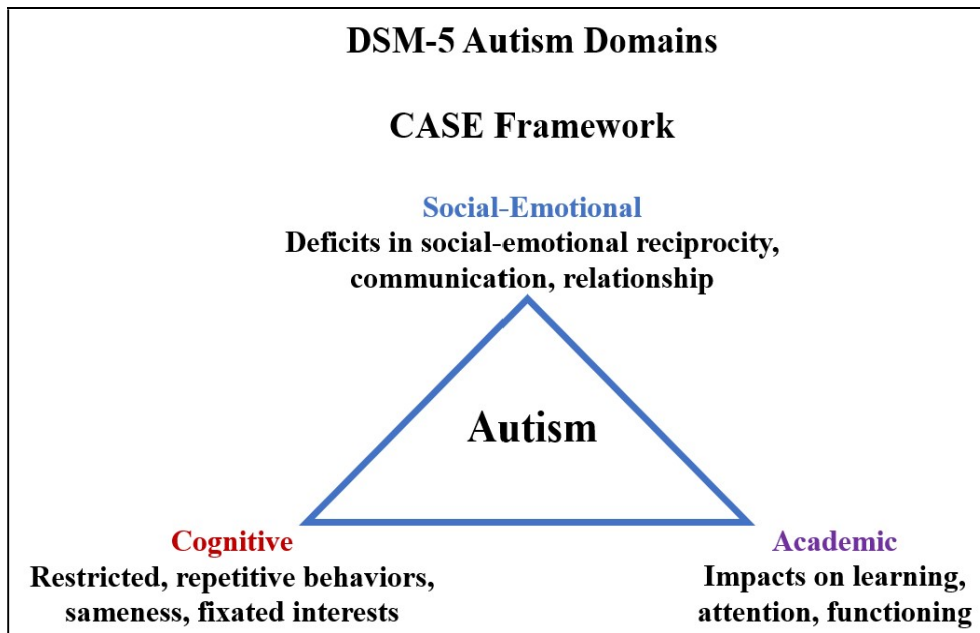 DSM-5 Autism Domains
CASE Framework
Social-Emotional
Deficits in social-emotional reciprocity,
communication, relationship
Autism
Cognitive
Restricted, repetitive behaviors,
sameness, fixated interests
Academic
Impacts on learning,
attention, functioning